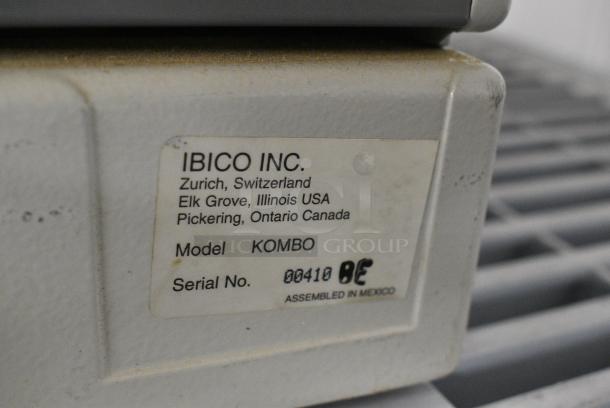 IBICO INC.
Zurich, Switzerland
Elk Grove, Illinois USA
Pickering, Ontario Canada
Model KOMBO
GROUP
Serial No. 00410 BE
ASSEMBLED IN MEXICO